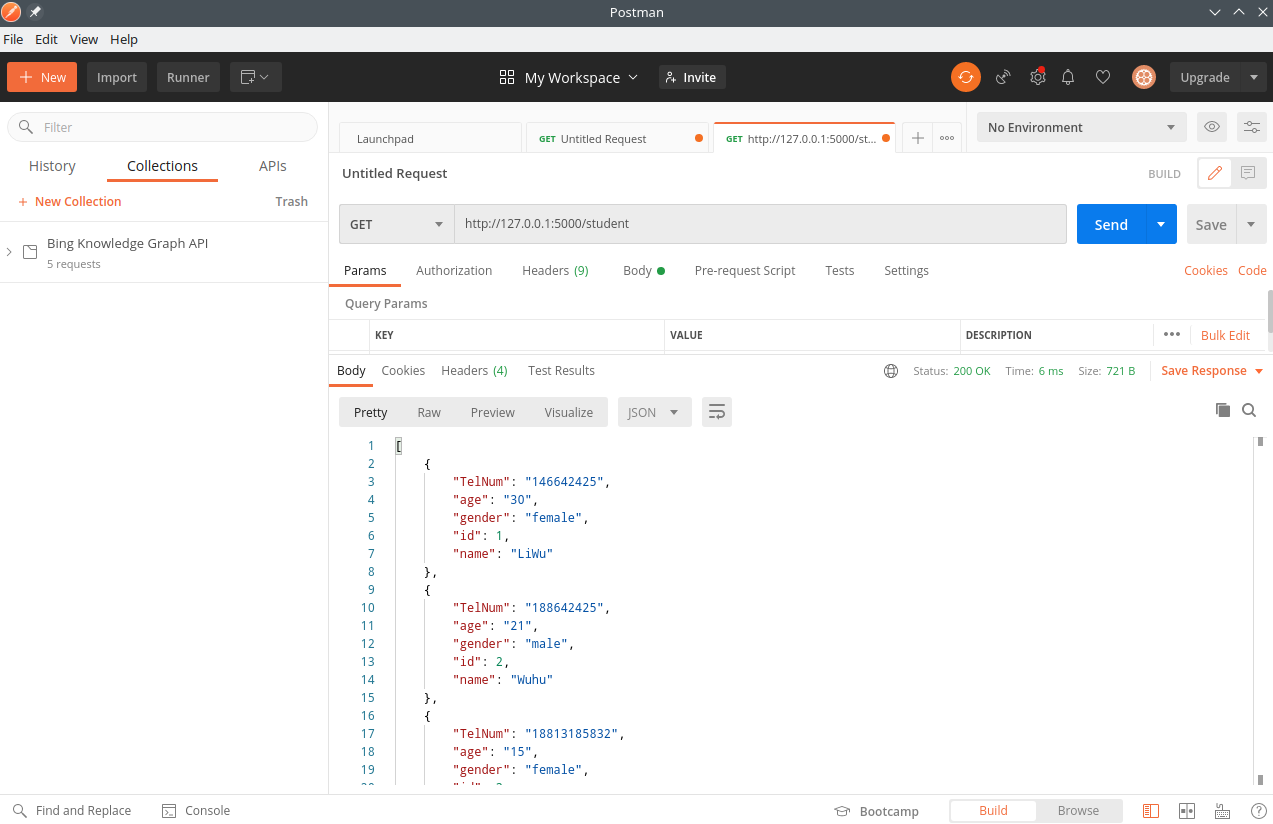 Postman
File Edit View Help
+ New Import Runner My Workspace Invite Upgrade
Filter
History Collections APIs
+ New Collection Trash
Bing Knowledge Graph API
5 requests
Launchpad GET Untitled Request GET http://127.0.0.1:5000/st... No Environment
Untitled Request BUILD
GET http://127.0.0.1:5000/student Send Save
Params Authorization Headers (9) Body Pre-request Script Tests Settings Cookies Code
Query Params
KEY VALUE DESCRIPTION Bulk Edit
Body Cookies Headers (4) Test Results Status: 200 OK Time: 6 ms Size: 721 B Save Response
Pretty Raw Preview Visualize JSON
1 [
2 {
3 "TelNum": "146642425",
4 "age": "30",
5 "gender": "female",
6 "id": 1,
7 "name": "LiWu"
8 },
9 {
10 "TelNum": "188642425",
11 "age": "21",
12 "gender": "male",
13 "id": 2,
14 "name": "Wuhu"
15 },
16 {
17 "TelNum": "18813185832",
18 "age": "15",
19 "gender": "female",
Find and Replace Console Bootcamp Build Browse